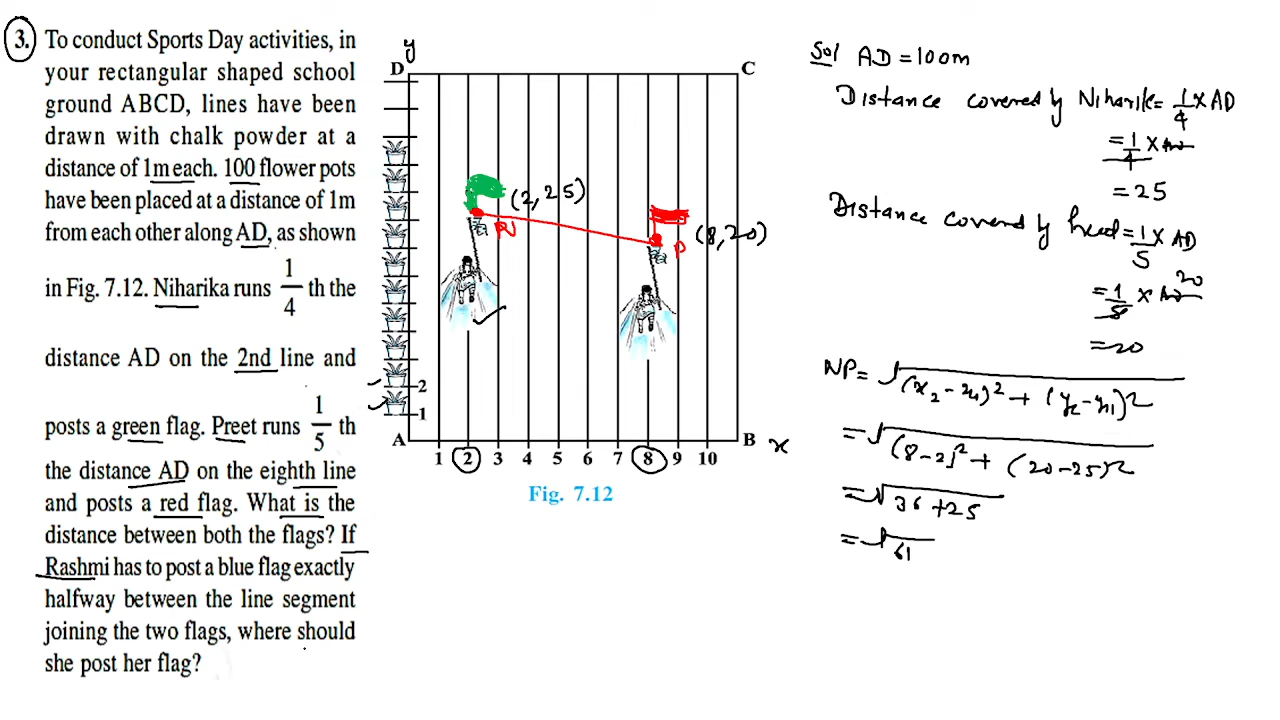 3. To conduct Sports Day activities, in
your rectangular shaped school
ground ABCD, lines have been
drawn with chalk powder at a
distance of 1m each. 100 flower pots
have been placed at a distance of 1m
from each other along AD, as shown
in Fig. 7.12. Niharika runs 1/4 th the
distance AD on the 2nd line and
posts a green flag. Preet runs 1/5 th
the distance AD on the eighth line
and posts a red flag. What is the
distance between both the flags? If
Rashmi has to post a blue flag exactly
halfway between the line segment
joining the two flags, where should
she post her flag?
y
D C
(2,25)
N
(8,20)
P
2
1
A B x
1 2 3 4 5 6 7 8 9 10
Fig. 7.12
Sol AD = 100m
Distance covered by Niharik = 1/4 × AD
= 1/4 ×
= 25
Distance covered by = 1/5 × AD
= 1/5 × 20
= 20
NP = √(x2 - x1)2 + (y2 - y1)2
= √(8-2)2 + (20-25)2
= √36+25
= √61